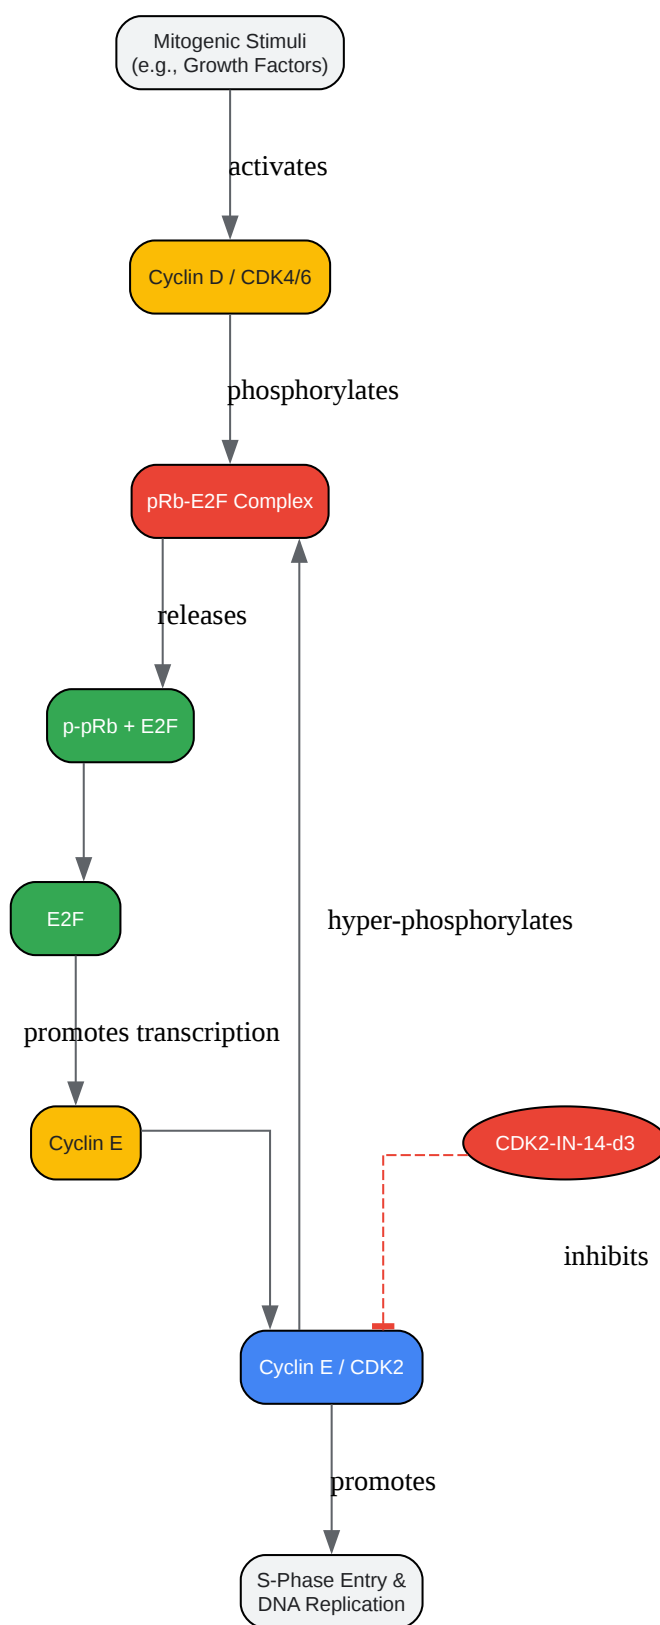 Mitogenic Stimuli
(e.g., Growth Factors)
activates
Cyclin D / CDK4/6
phosphorylates
pRb-E2F Complex
releases
p-pRb + E2F
E2F
hyper-phosphorylates
promotes transcription
Cyclin E
CDK2-IN-14-d3
inhibits
Cyclin E / CDK2
promotes
S-Phase Entry &
DNA Replication